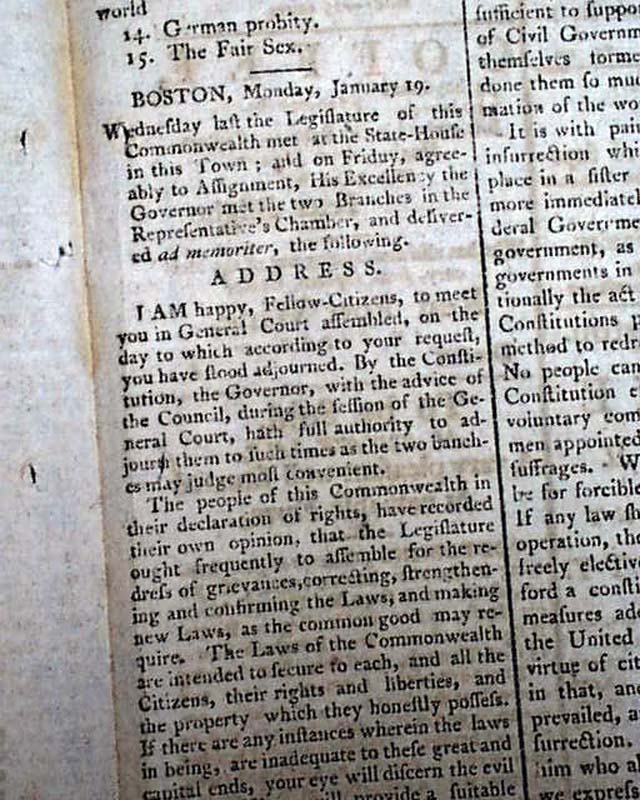 world
14. German probity.
15. The Fair Sex.
BOSTON, Monday, January 19.
Wednesday laſt the Legiſlature of this
Commonwealth met at the State-Houſe
in this Town; and on Friday, agree-
ably to Aſſignment, His Excellency the
Governor met the two Branches in the
Repreſentative's Chamber, and deliver-
ed ad memoriter, the following.
ADDRESS.
I AM happy, Fellow-Citizens, to meet
you in General Court aſſembled, on the
day to which according to your requeſt,
you have ſtood adjourned. By the Conſti-
tution, the Governor, with the advice of
the Council, during the ſeſſion of the Ge-
neral Court, hath full authority to ad-
journ them to ſuch times as the two banch-
es may judge moſt convenient.
The people of this Commonwealth in
their declaration of rights, have recorded
their own opinion, that the Legiſlature
ought frequently to aſſemble for the re-
dreſs of grievances, correcting, ſtrengthen-
ing and confirming the Laws, and making
new Laws, as the common good may re-
quire. The Laws of the Commonwealth
are intended to ſecure to each, and all the
Citizens, their rights and liberties, and
the property which they honeſtly poſſeſs.
If there are any inſtances wherein the laws
in being, are inadequate to theſe great and
capital ends, your eye will diſcern the evil
will provide a ſuitable
ſufficient to ſuppo
of Civil Governm
themſelves forme
done them ſo mu
mation of the wo
It is with pain
inſurrection whi
place in a ſiſter
more immediatel
deral Governme
government, as
governments in
tionally the act
Conſtitutions p
method to redr
No people can
Conſtitution e
voluntary com
men appointed
ſuffrages. W
be for forcible
If any law ſh
operation, the
freely elective
ford a conſti
meaſures ado
the United
virtue of cit
in that, and
prevailed, a
ſurrection.
him who al
we expreſs